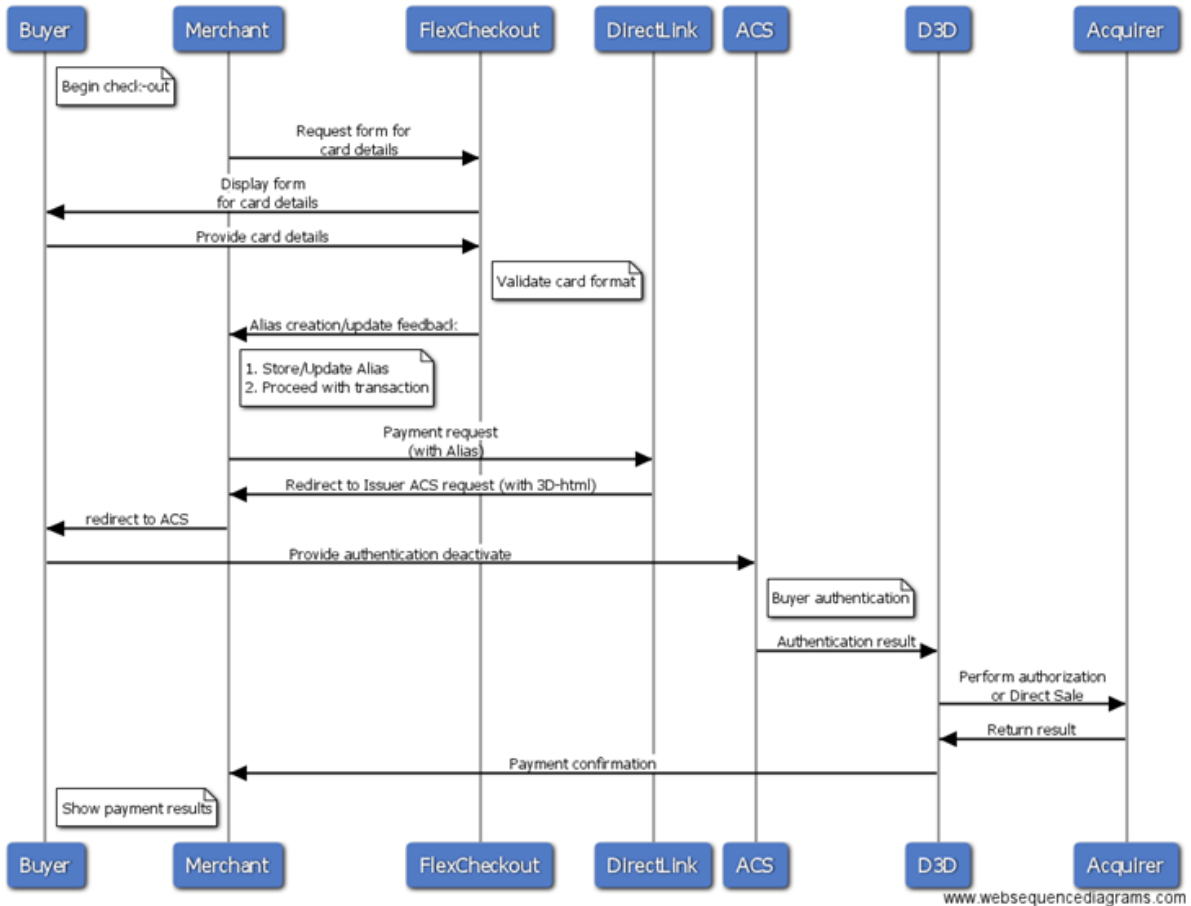 Buyer
Merchant
FlexCheckout
DirectLink
ACS
D3D
Acquirer
Begin check-out
Request form for
card details
Display form
for card details
Provide card details
Validate card format
Alias creation/update feedback
1. Store/Update Alias
2. Proceed with transaction
Payment request
(with Alias)
Redirect to Issuer ACS request (with 3D-html)
redirect to ACS
Provide authentication deactivate
Buyer authentication
Authentication result
Perform authorization
or Direct Sale
Return result
Payment confirmation
Show payment results
Buyer
Merchant
FlexCheckout
DirectLink
ACS
D3D
Acquirer
www.websequencediagrams.com